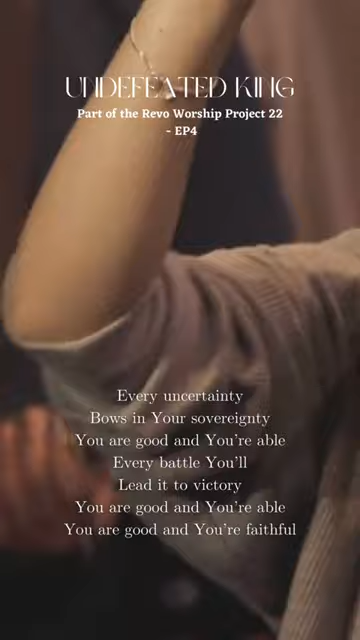 UNDEFEATED KING
Part of the Revo Worship Project 22
- EP4
Every uncertainty
Bows in Your sovereignty
You are good and You're able
Every battle You'll
Lead it to victory
You are good and You're able
You are good and You're faithful